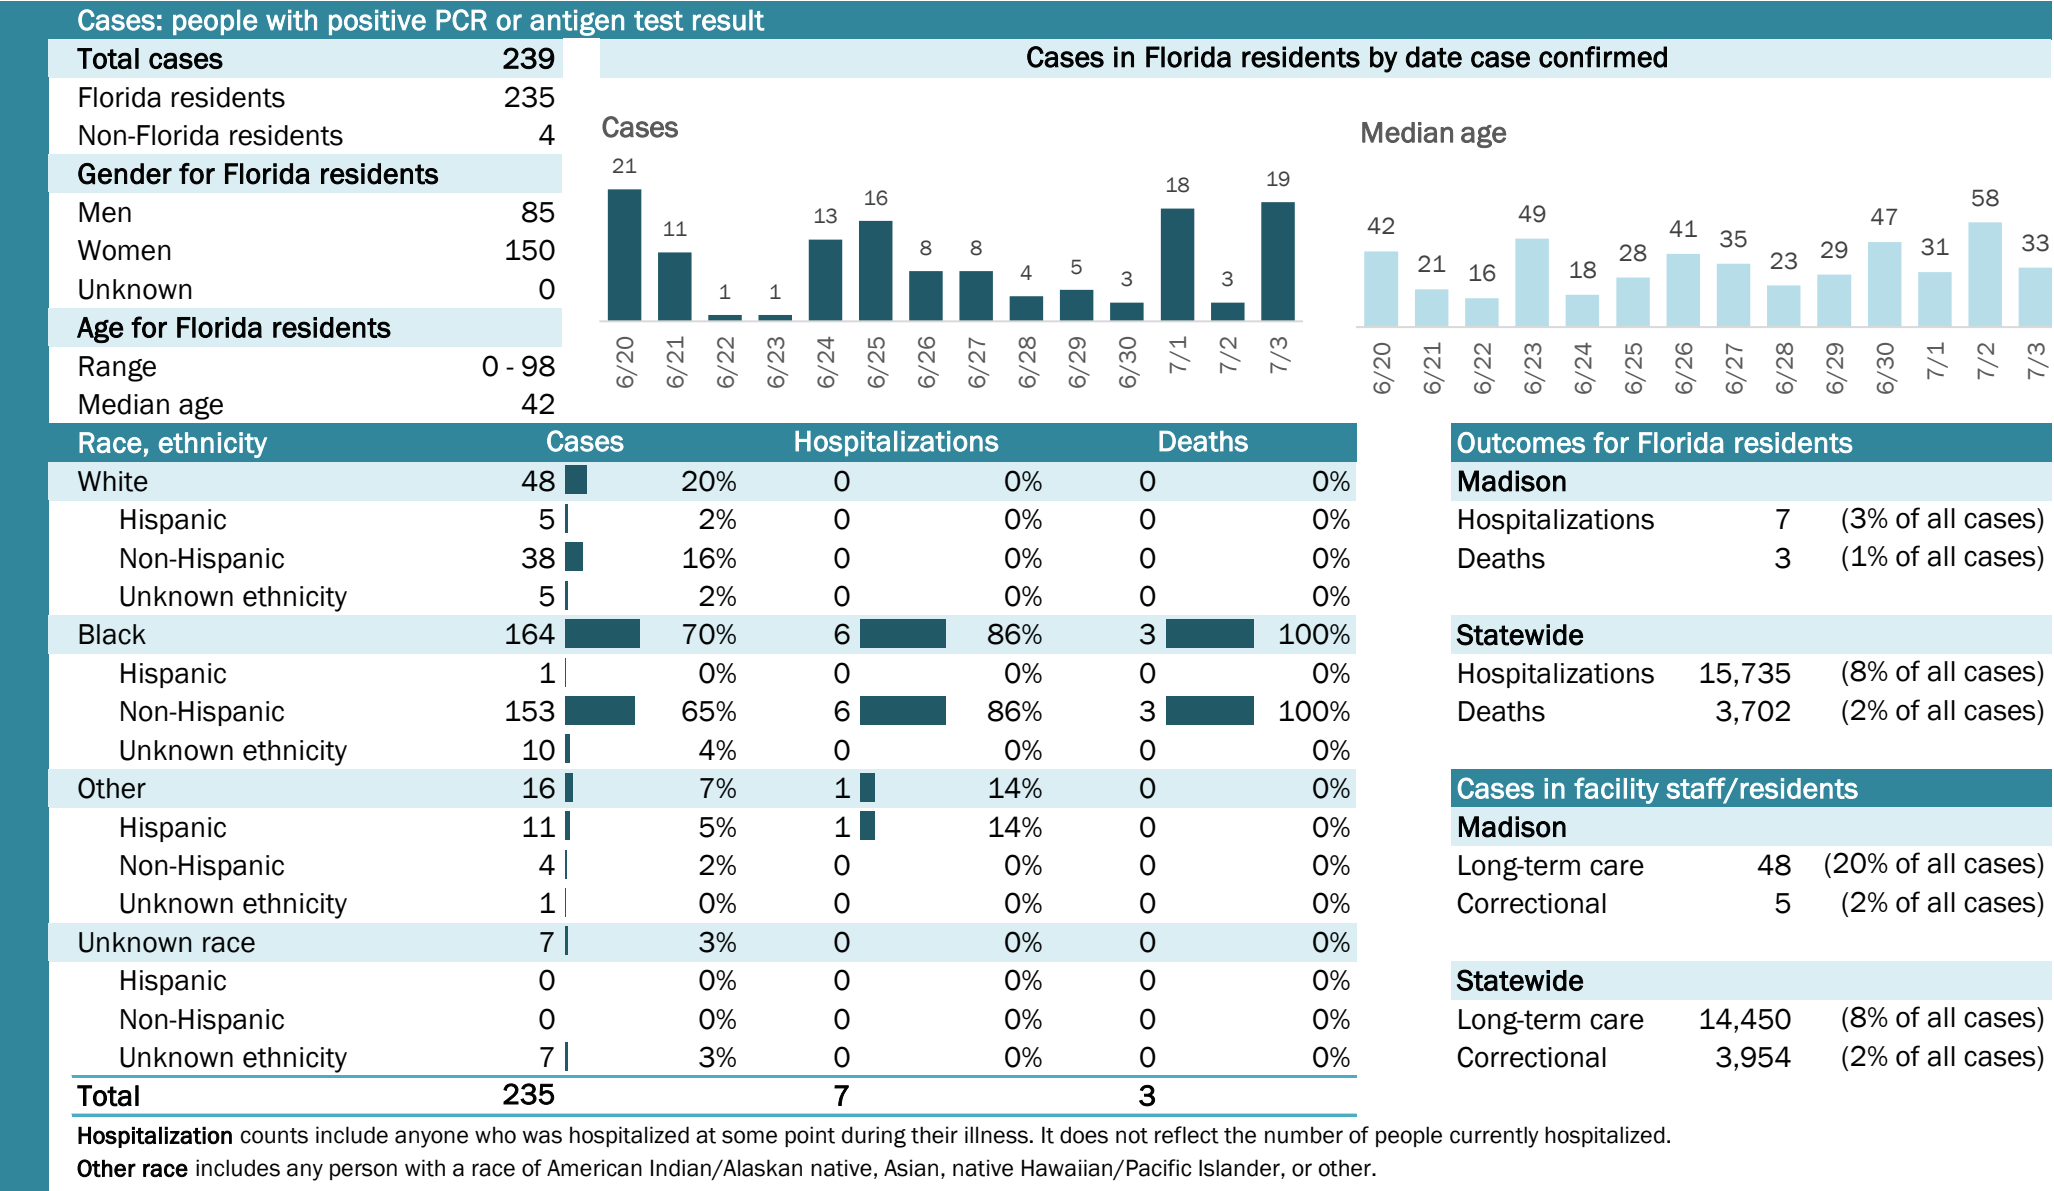 Cases: people with positive PCR or antigen test result
Total cases 239
Florida residents 235
Non-Florida residents 4
Gender for Florida residents
Men 85
Women 150
Unknown 0
Age for Florida residents
Range 0 - 98
Median age 42
Cases in Florida residents by date case confirmed
Cases
21 11 1 1 13 16 8 8 4 5 3 18 3 19
6/20 6/21 6/22 6/23 6/24 6/25 6/26 6/27 6/28 6/29 6/30 7/1 7/2 7/3
Median age
42 21 16 49 18 28 41 35 23 29 47 31 58 33
6/20 6/21 6/22 6/23 6/24 6/25 6/26 6/27 6/28 6/29 6/30 7/1 7/2 7/3
Race, ethnicity Cases Hospitalizations Deaths
White 48 20% 0 0% 0 0%
Hispanic 5 2% 0 0% 0 0%
Non-Hispanic 38 16% 0 0% 0 0%
Unknown ethnicity 5 2% 0 0% 0 0%
Black 164 70% 6 86% 3 100%
Hispanic 1 0% 0 0% 0 0%
Non-Hispanic 153 65% 6 86% 3 100%
Unknown ethnicity 10 4% 0 0% 0 0%
Other 16 7% 1 14% 0 0%
Hispanic 11 5% 1 14% 0 0%
Non-Hispanic 4 2% 0 0% 0 0%
Unknown ethnicity 1 0% 0 0% 0 0%
Unknown race 7 3% 0 0% 0 0%
Hispanic 0 0% 0 0% 0 0%
Non-Hispanic 0 0% 0 0% 0 0%
Unknown ethnicity 7 3% 0 0% 0 0%
Total 235 7 3
Outcomes for Florida residents
Madison
Hospitalizations 7 (3% of all cases)
Deaths 3 (1% of all cases)
Statewide
Hospitalizations 15,735 (8% of all cases)
Deaths 3,702 (2% of all cases)
Cases in facility staff/residents
Madison
Long-term care 48 (20% of all cases)
Correctional 5 (2% of all cases)
Statewide
Long-term care 14,450 (8% of all cases)
Correctional 3,954 (2% of all cases)
Hospitalization counts include anyone who was hospitalized at some point during their illness. It does not reflect the number of people currently hospitalized.
Other race includes any person with a race of American Indian/Alaskan native, Asian, native Hawaiian/Pacific Islander, or other.